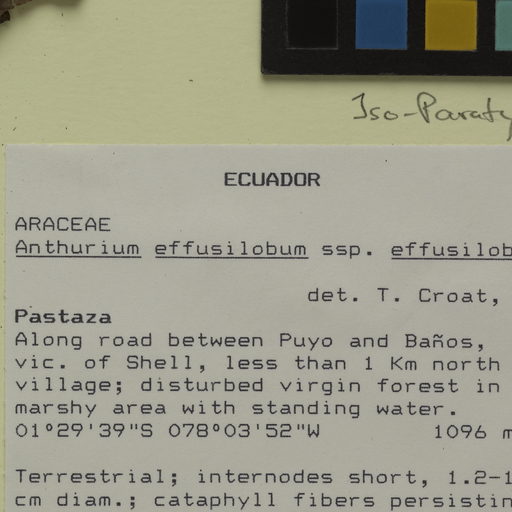 Iso-Paraty
ECUADOR
ARACEAE
Anthurium effusilobum ssp. effusilob
det. T. Croat,
Pastaza
Along road between Puyo and Baños,
vic. of Shell, less than 1 Km north
village; disturbed virgin forest in
marshy area with standing water.
01°29'39"S 078°03'52"W 1096 m
Terrestrial; internodes short, 1.2-1
cm diam.; cataphyll fibers persistin